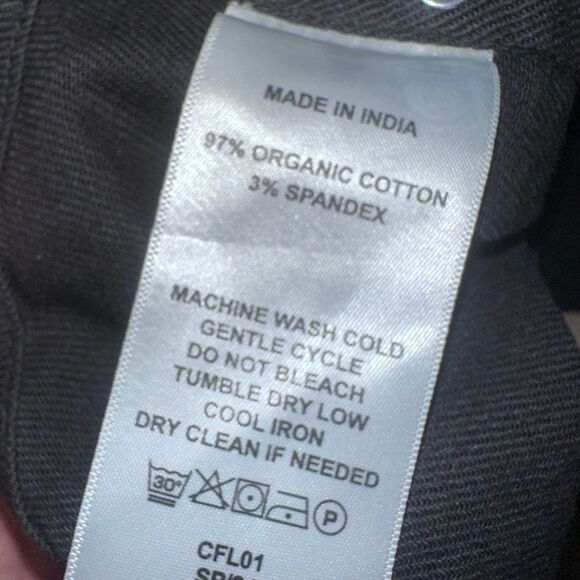 MADE IN INDIA
97% ORGANIC COTTON
3% SPANDEX
MACHINE WASH COLD
GENTLE CYCLE
DO NOT BLEACH
TUMBLE DRY LOW
COOL IRON
DRY CLEAN IF NEEDED
30° P
CFL01